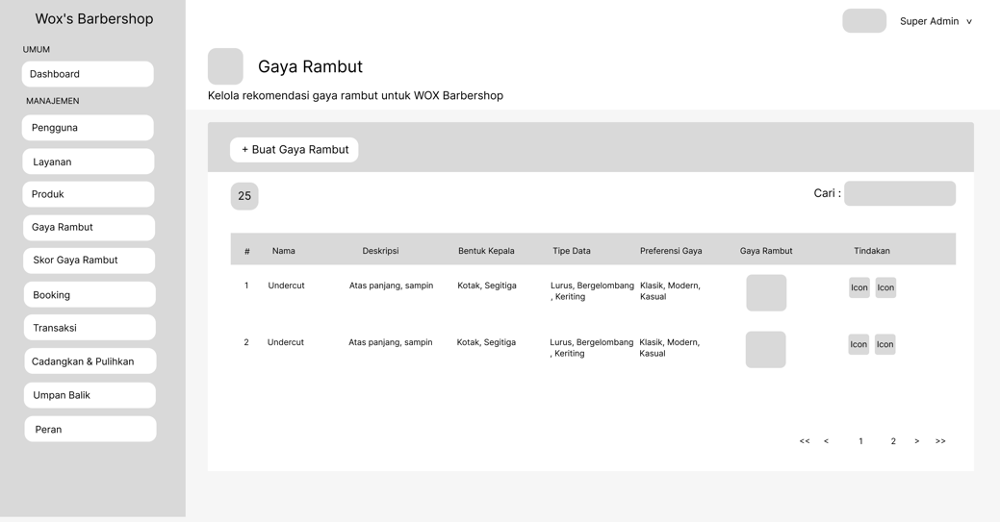 Wox's Barbershop
UMUM
Dashboard
MANAJEMEN
Pengguna
Layanan
Produk
Gaya Rambut
Skor Gaya Rambut
Booking
Transaksi
Cadangkan & Pulihkan
Umpan Balik
Peran
Super Admin v
Gaya Rambut
Kelola rekomendasi gaya rambut untuk WOX Barbershop
+ Buat Gaya Rambut
25
Cari :
# Nama Deskripsi Bentuk Kepala Tipe Data Preferensi Gaya Gaya Rambut Tindakan
1 Undercut Atas panjang, sampin Kotak, Segitiga Lurus, Bergelombang Klasik, Modern, Icon Icon
, Keriting Kasual
2 Undercut Atas panjang, sampin Kotak, Segitiga Lurus, Bergelombang Klasik, Modern, Icon Icon
, Keriting Kasual
<< < 1 2 > >>